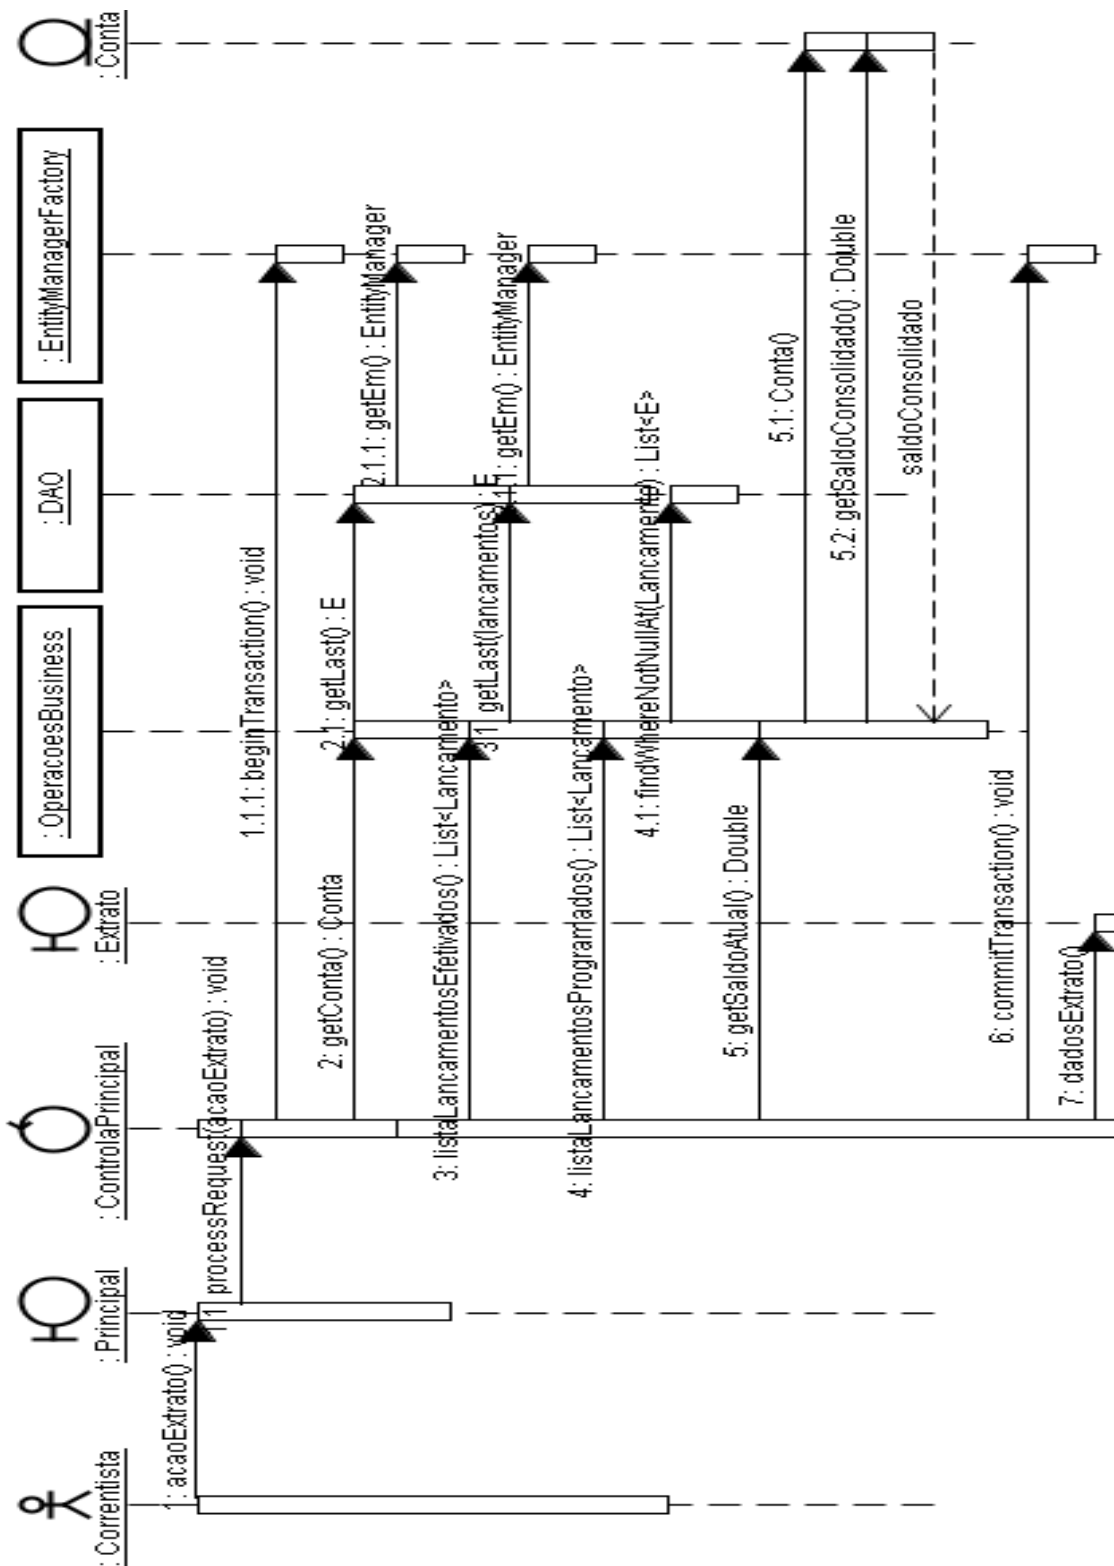 : Correntista
: Principal
: ControlaPrincipal
: Extrato
: OperacoesBusiness
: DAO
: EntityManagerFactory
: Conta
1: acaoExtrato() : void
1.1: processRequest(acaoExtrato) : void
1.1.1: beginTransaction() : void
2: getConta() : Conta
2.1: getLast() : E
2.1.1: getEm() : EntityManager
3: listaLancamentosEfetivados() : List<Lancamento>
3.1: getLast(lancamentos) : E
getEm() : EntityManager
4: listaLancamentosProgramados() : List<Lancamento>
4.1: findWhereNotNullAt(Lancamento) : List<E>
5: getSaldoAtual() : Double
5.1: Conta()
5.2: getSaldoConsolidado() : Double
saldoConsolidado
6: commitTransaction() : void
7: dadosExtrato()